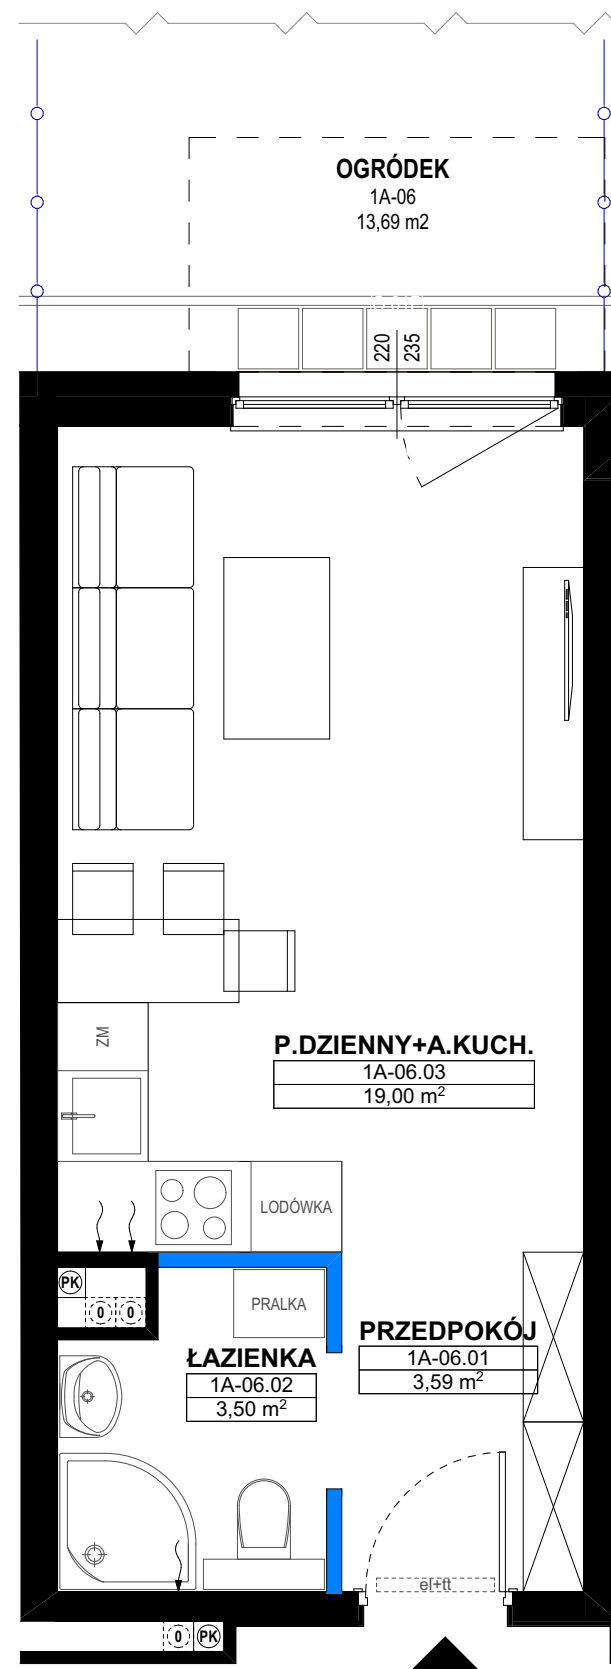 OGRÓDEK
1A-06
13,69 m2
220
235
ZM
P.DZIENNY+A.KUCH.
1A-06.03
19,00 m²
LODÓWKA
PK
0 0
PRALKA
ŁAZIENKA
1A-06.02
3,50 m²
PRZEDPOKÓJ
1A-06.01
3,59 m²
el+tt
0 PK